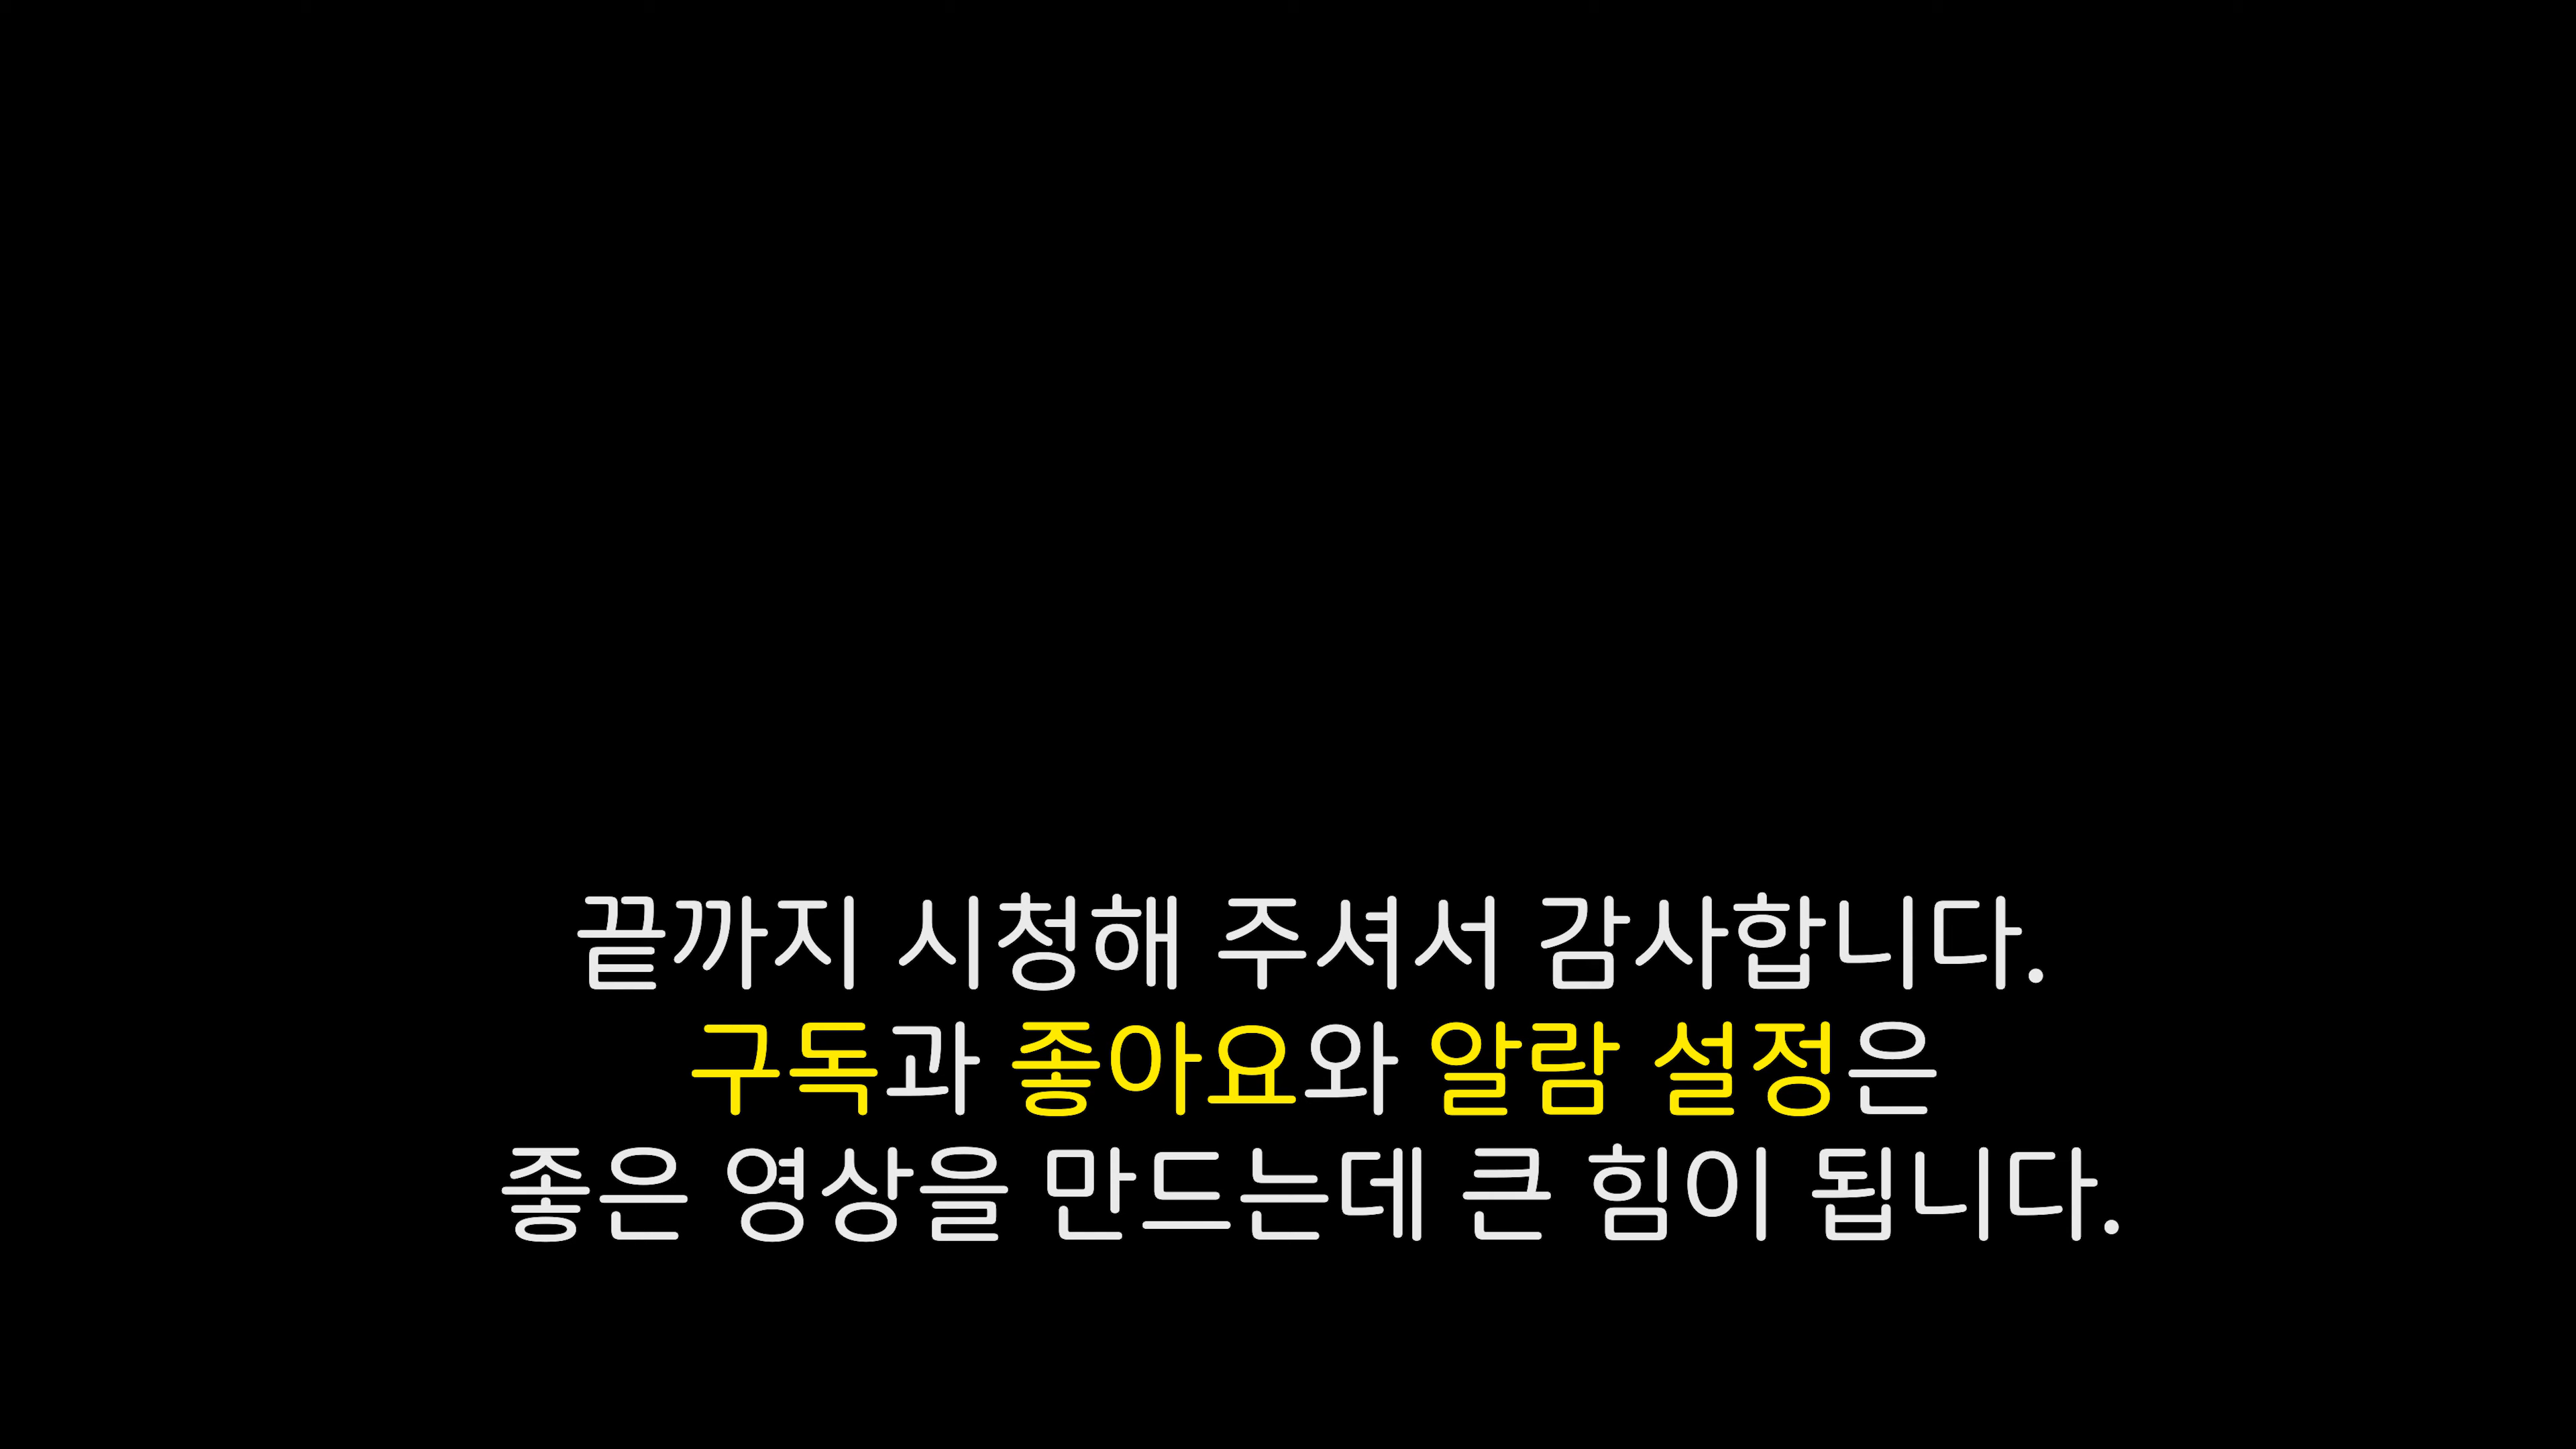 끝까지 시청해 주셔서 감사합니다.
구독과 좋아요와 알람 설정은
좋은 영상을 만드는데 큰 힘이 됩니다.